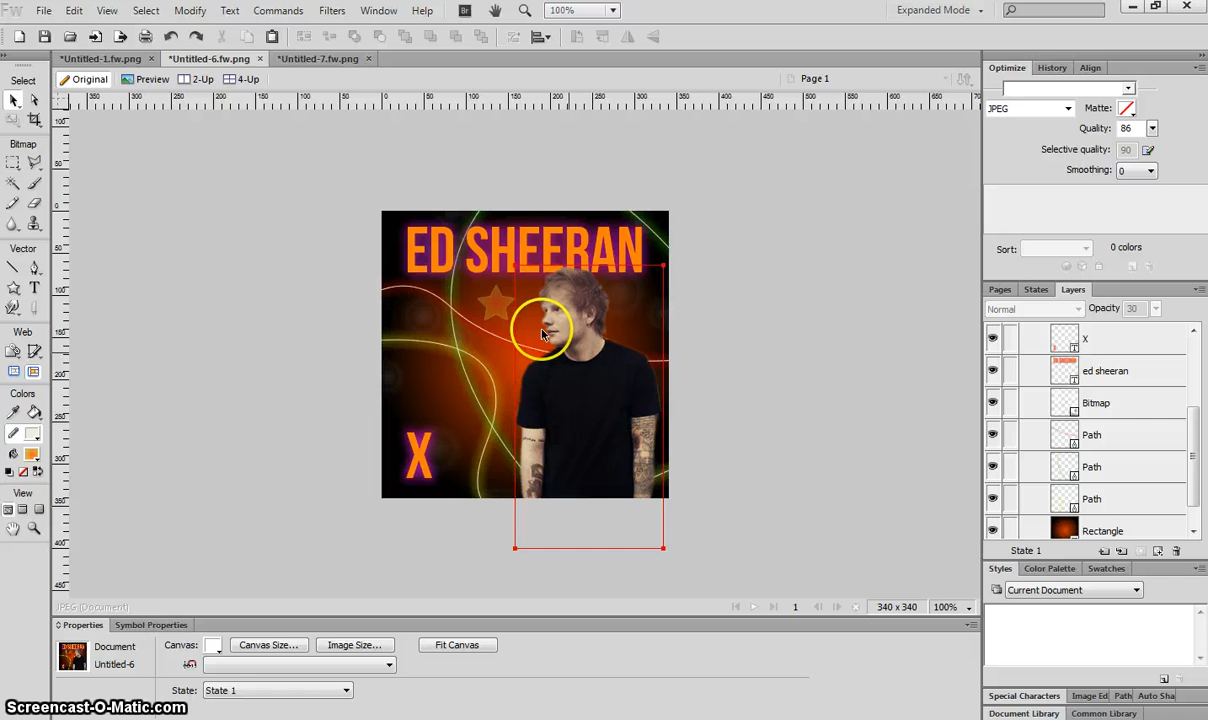 Fw File Edit View Select Modify Text Commands Filters Window Help Br 100% Expanded Mode
*Untitled-1.fw.png *Untitled-6.fw.png *Untitled-7.fw.png
Original Preview 2-Up 4-Up Page 1
Select
Bitmap
Vector
Web
Colors
View
ED SHEERAN
X
JPEG (Document)
1 340 x 340 100%
Properties Symbol Properties
Document
Untitled-6
Canvas: Canvas Size... Image Size... Fit Canvas
State: State 1
Optimize History Align
JPEG Matte:
Quality: 86
Selective quality: 90
Smoothing: 0
Sort: 0 colors
Pages States Layers
Normal Opacity 30
X
ed sheeran
Bitmap
Path
Path
Path
Rectangle
State 1
Styles Color Palette Swatches
Current Document
Special Characters Image Ed Path Auto Sha
Document Library Common Library
Screencast-O-Matic.com